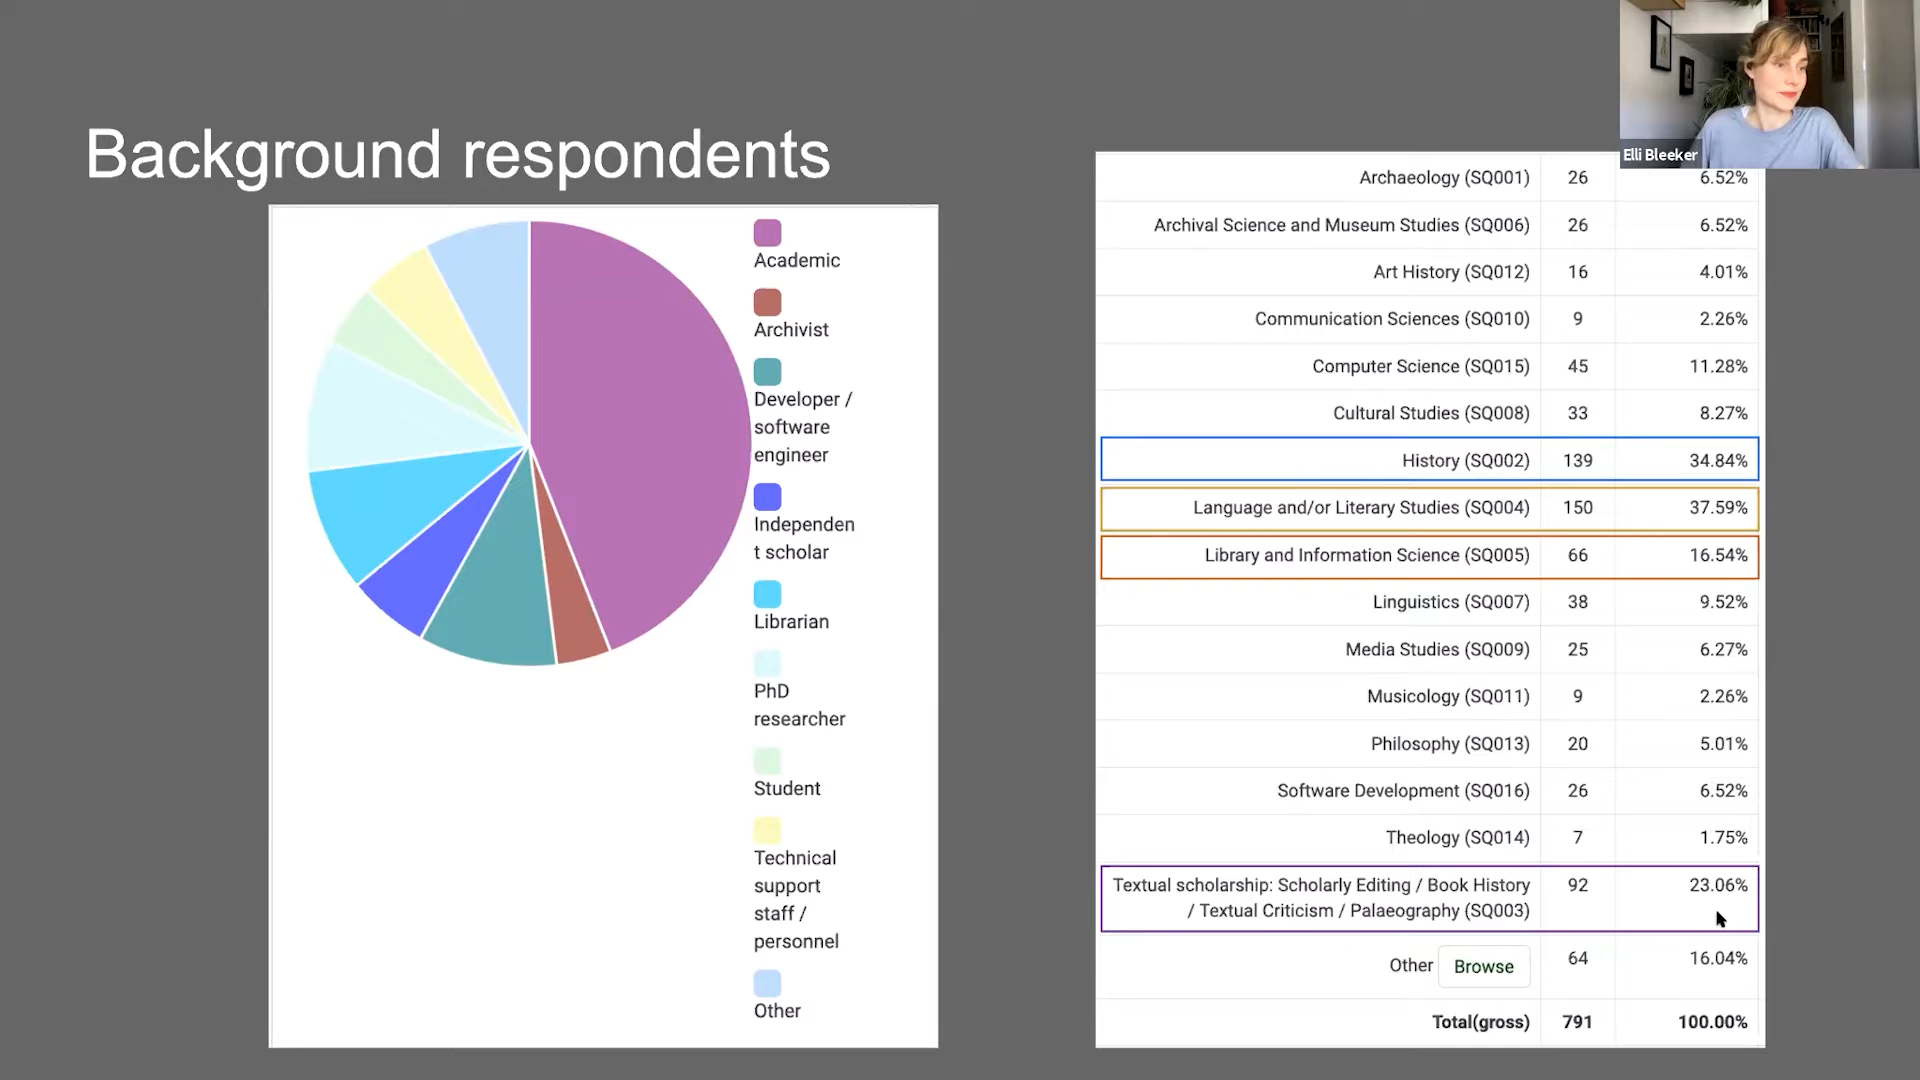 Background respondents
Elli Bleeker
Academic
Archivist
Developer /
software
engineer
Independen
t scholar
Librarian
PhD
researcher
Student
Technical
support
staff /
personnel
Other
Archaeology (SQ001) 26 6.52%
Archival Science and Museum Studies (SQ006) 26 6.52%
Art History (SQ012) 16 4.01%
Communication Sciences (SQ010) 9 2.26%
Computer Science (SQ015) 45 11.28%
Cultural Studies (SQ008) 33 8.27%
History (SQ002) 139 34.84%
Language and/or Literary Studies (SQ004) 150 37.59%
Library and Information Science (SQ005) 66 16.54%
Linguistics (SQ007) 38 9.52%
Media Studies (SQ009) 25 6.27%
Musicology (SQ011) 9 2.26%
Philosophy (SQ013) 20 5.01%
Software Development (SQ016) 26 6.52%
Theology (SQ014) 7 1.75%
Textual scholarship: Scholarly Editing / Book History 92 23.06%
/ Textual Criticism / Palaeography (SQ003)
Other Browse 64 16.04%
Total(gross) 791 100.00%